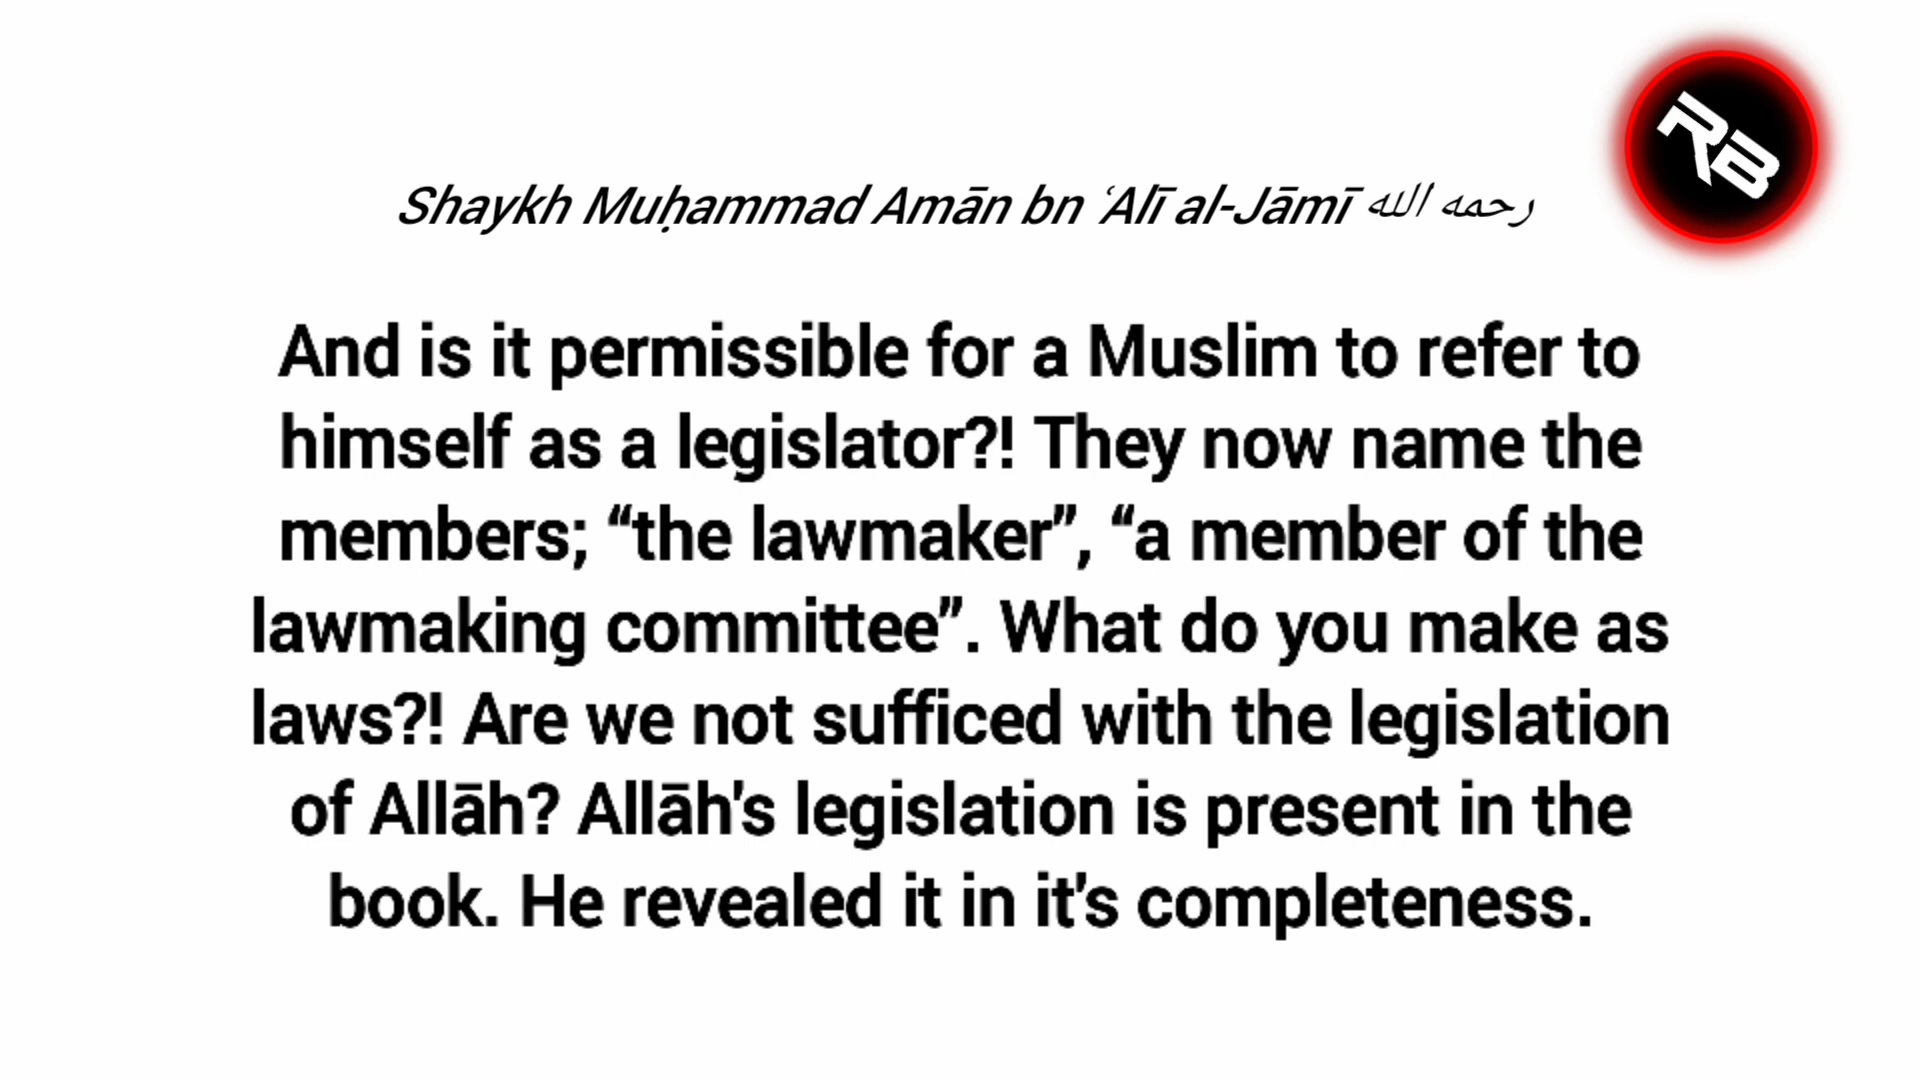 RB
Shaykh Muḥammad Amān bn ʿAlī al-Jāmī رحمه الله
And is it permissible for a Muslim to refer to
himself as a legislator?! They now name the
members; “the lawmaker”, “a member of the
lawmaking committee”. What do you make as
laws?! Are we not sufficed with the legislation
of Allāh? Allāh's legislation is present in the
book. He revealed it in it's completeness.